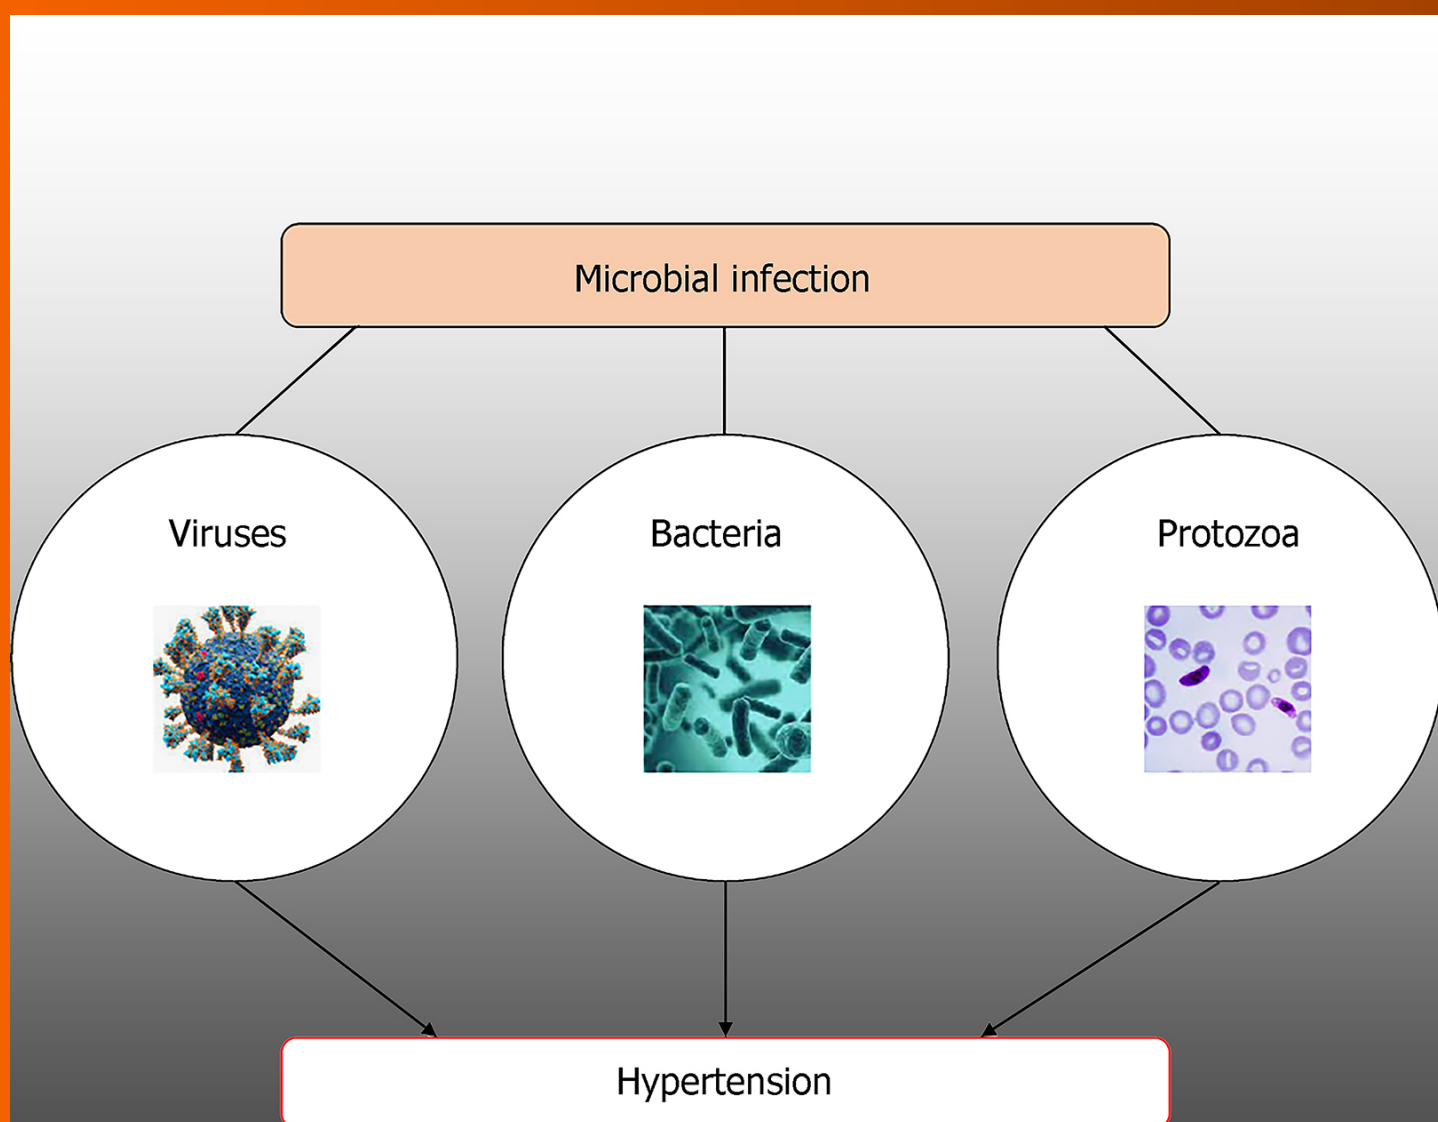 Microbial infection
Viruses
Bacteria
Protozoa
Hypertension